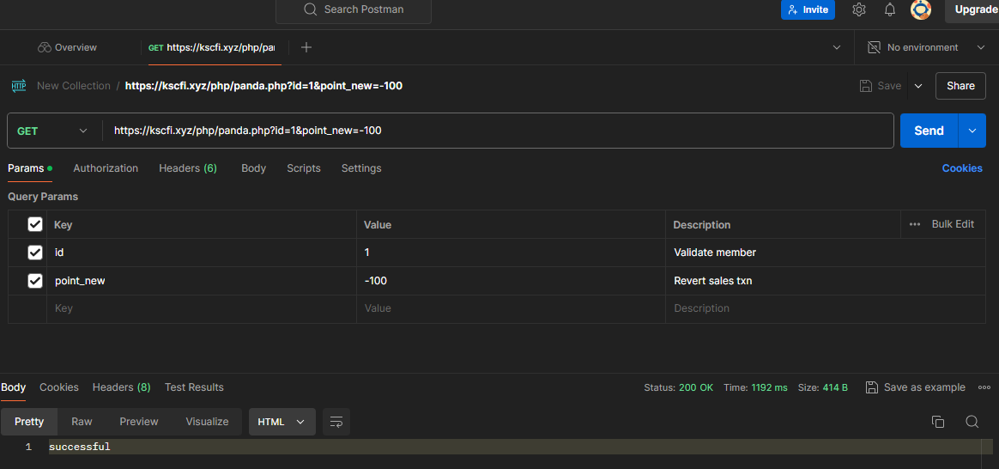 Search Postman
Invite
Upgrade
Overview
GET https://kscfi.xyz/php/pa
No environment
HTTP New Collection / https://kscfi.xyz/php/panda.php?id=1&point_new=-100
Save
Share
GET
https://kscfi.xyz/php/panda.php?id=1&point_new=-100
Send
Params Authorization Headers (6) Body Scripts Settings
Cookies
Query Params
Key Value Description ••• Bulk Edit
id 1 Validate member
point_new -100 Revert sales txn
Key Value Description
Body Cookies Headers (8) Test Results
Status: 200 OK Time: 1192 ms Size: 414 B
Save as example
Pretty Raw Preview Visualize HTML
1 successful